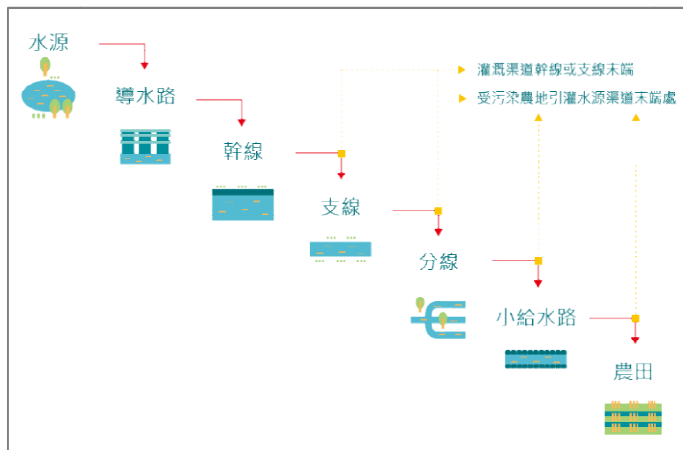 水源
導水路
幹線
支線
分線
小給水路
農田
灌溉渠道幹線或支線末端
受污染農地引灌水源渠道末端處